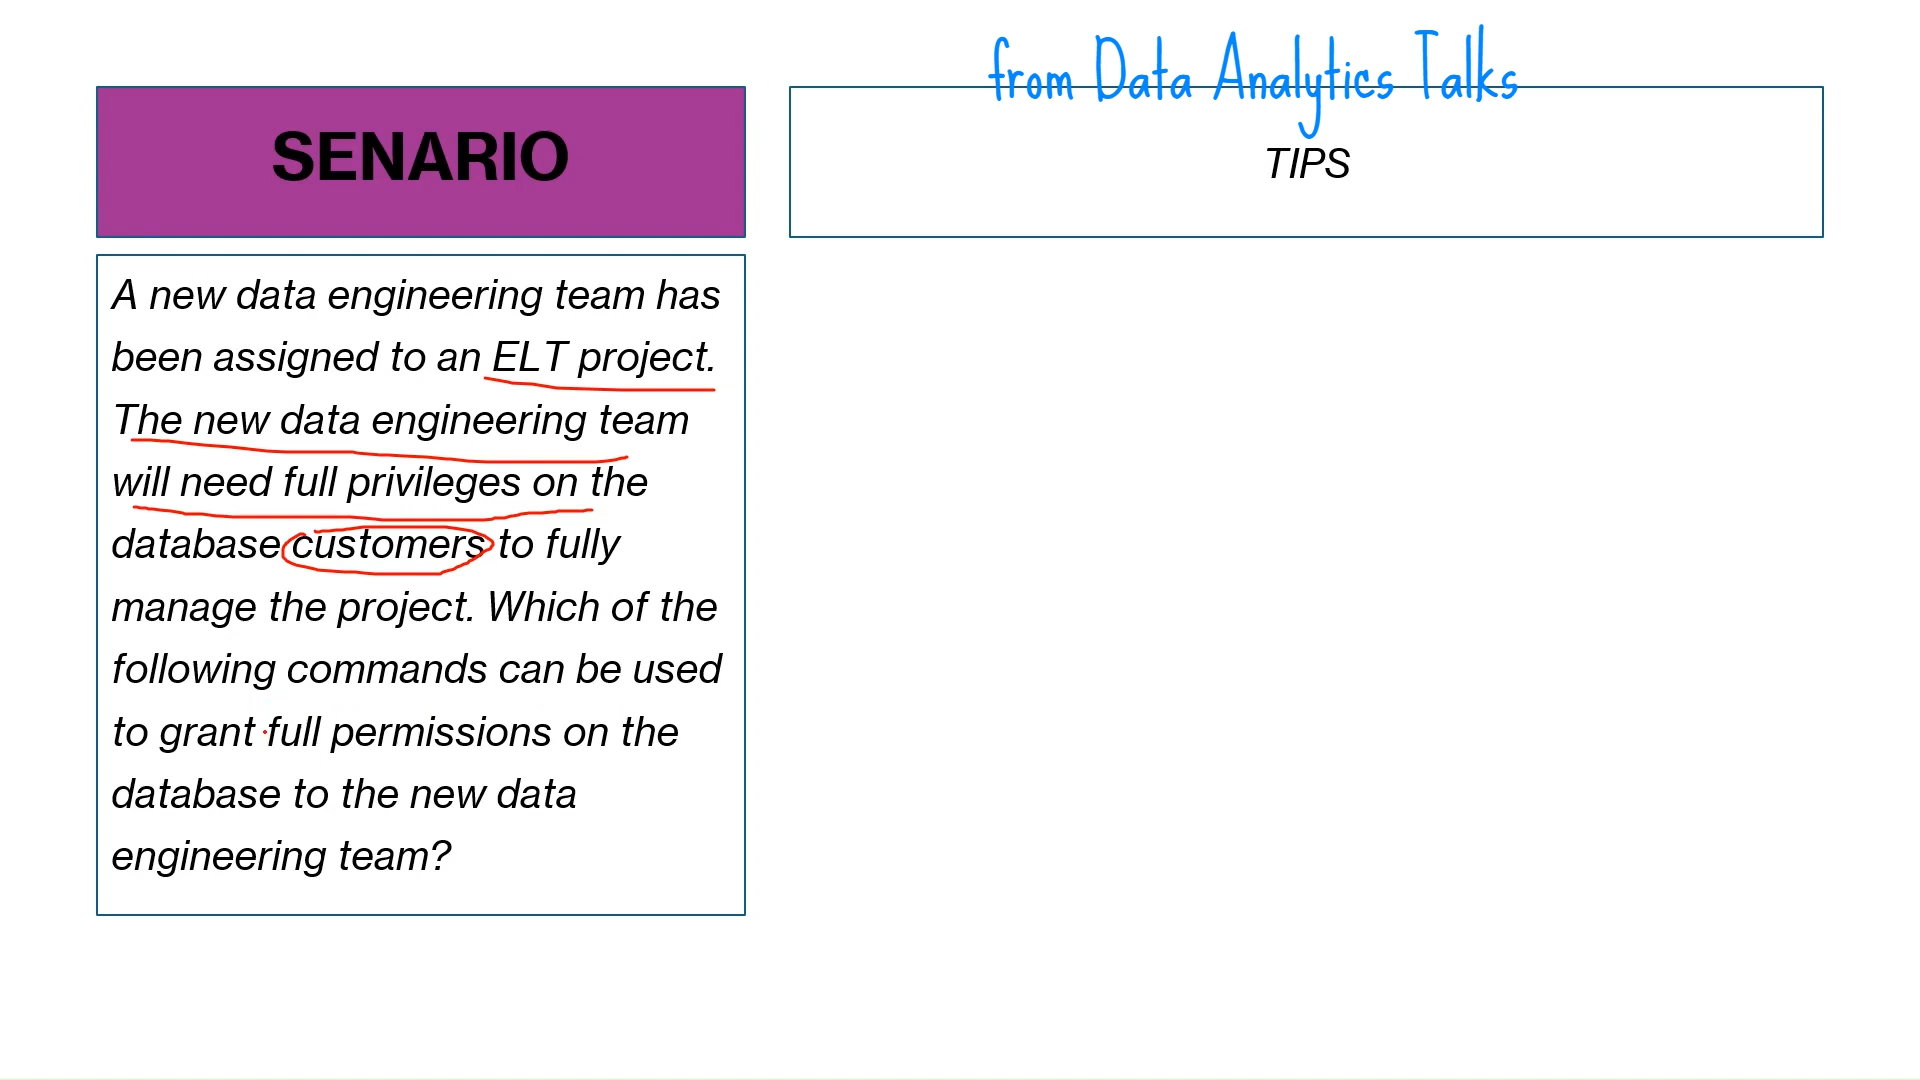 from Data Analytics Talks
SENARIO
TIPS
A new data engineering team has
been assigned to an ELT project.
The new data engineering team
will need full privileges on the
database customers to fully
manage the project. Which of the
following commands can be used
to grant full permissions on the
database to the new data
engineering team?